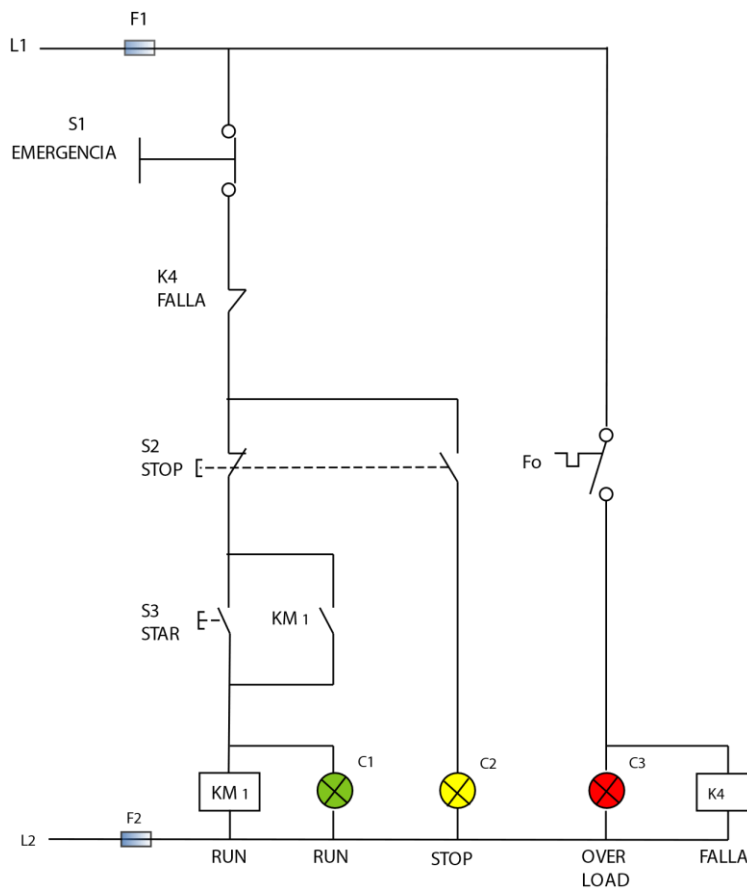 F1
L1
S1
EMERGENCIA
K4
FALLA
S2
STOP
Fo
S3
STAR
KM 1
C1
C2
C3
KM 1
K4
F2
L2
RUN
RUN
STOP
OVER
LOAD
FALLA